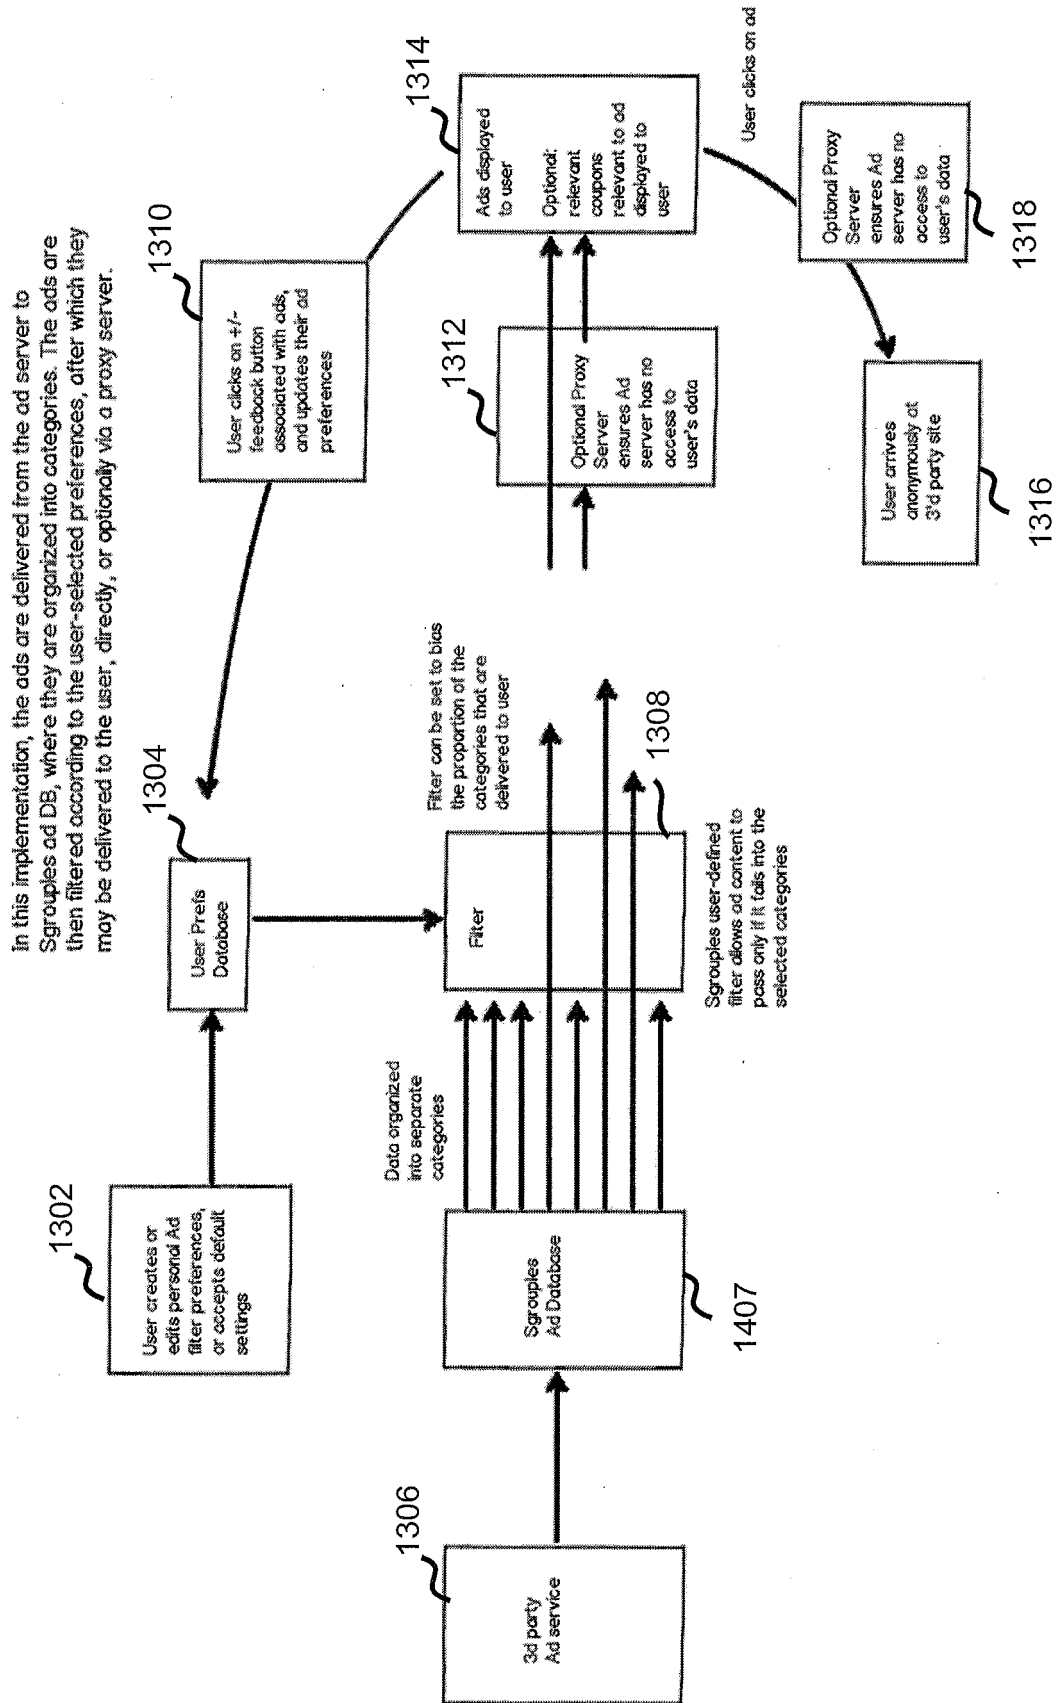 In this implementation, the ads are delivered from the ad server to
Sgrouples ad DB, where they are organized into categories. The ads are
then filtered according to the user-selected preferences, after which they
may be delivered to the user, directly, or optionally via a proxy server.
1302
User creates or
edits personal Ad
filter preferences,
or accepts default
settings
1304
User Prefs
Database
1310
User clicks on +/-
feedback button
associated with ads,
and updates their ad
preferences
1306
3d party
Ad service
Sgrouples
Ad Database
1407
Data organized
into separate
categories
Filter
1308
Filter can be set to bias
the proportion of the
categories that are
delivered to user
Sgrouples user-defined
filter allows ad content to
pass only if it falls into the
selected categories
1312
Optional Proxy
Server
ensures Ad
server has no
access to
user's data
1314
Ads displayed
to user
Optional:
relevant
coupons
relevant to ad
displayed to
user
User clicks on ad
Optional Proxy
Server
ensures Ad
server has no
access to
user's data
1318
User arrives
anonymously at
3'd party site
1316